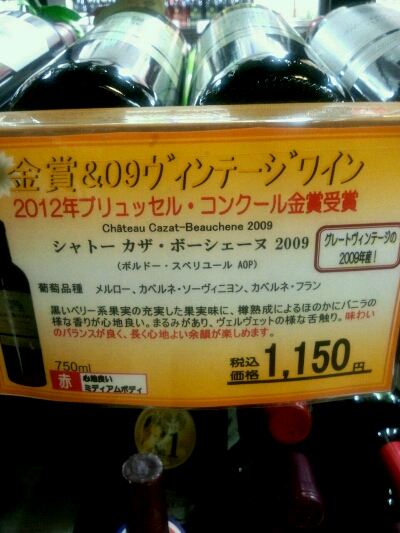 金賞&09ヴィンテージワイン
2012年ブリュッセル・コンクール金賞受賞
Château Cazat-Beauchene 2009
シャトー カザ・ボーシェーヌ 2009
(ボルドー・スペリユール AOP)
グレートヴィンテージの
2009年産!
葡萄品種 メルロー、カベルネ・ソーヴィニヨン、カベルネ・フラン
黒いベリー系果実の充実した果実味に、樽熟成によるほのかにバニラの
様な香りが心地良い。まるみがあり、ヴェルヴェットの様な舌触り。味わい
のバランスが良く、長く心地よい余韻が楽しめます。
750ml
赤 心地良い
ミディアムボディ
税込
価格 1,150円
1